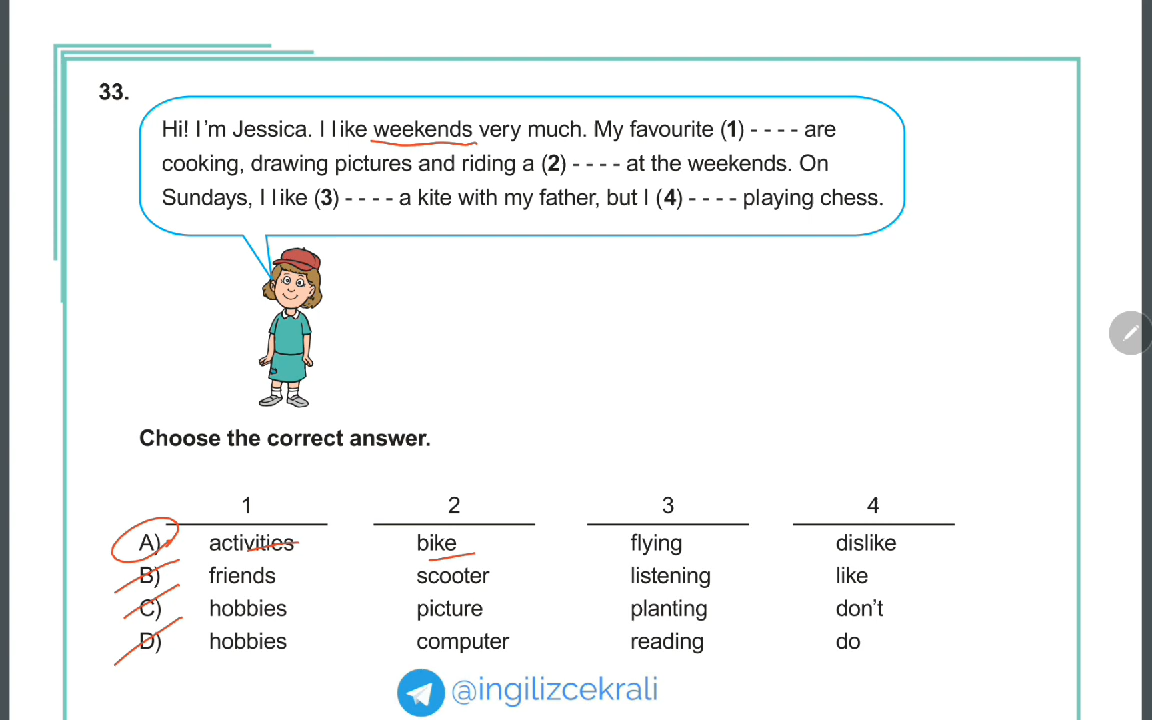 33.
Hi! I'm Jessica. I like weekends very much. My favourite (1) - - - - are
cooking, drawing pictures and riding a (2) - - - - at the weekends. On
Sundays, I like (3) - - - - a kite with my father, but I (4) - - - - playing chess.
Choose the correct answer.
1 2 3 4
A) activities bike flying dislike
B) friends scooter listening like
C) hobbies picture planting don't
D) hobbies computer reading do
@ingilizcekrali